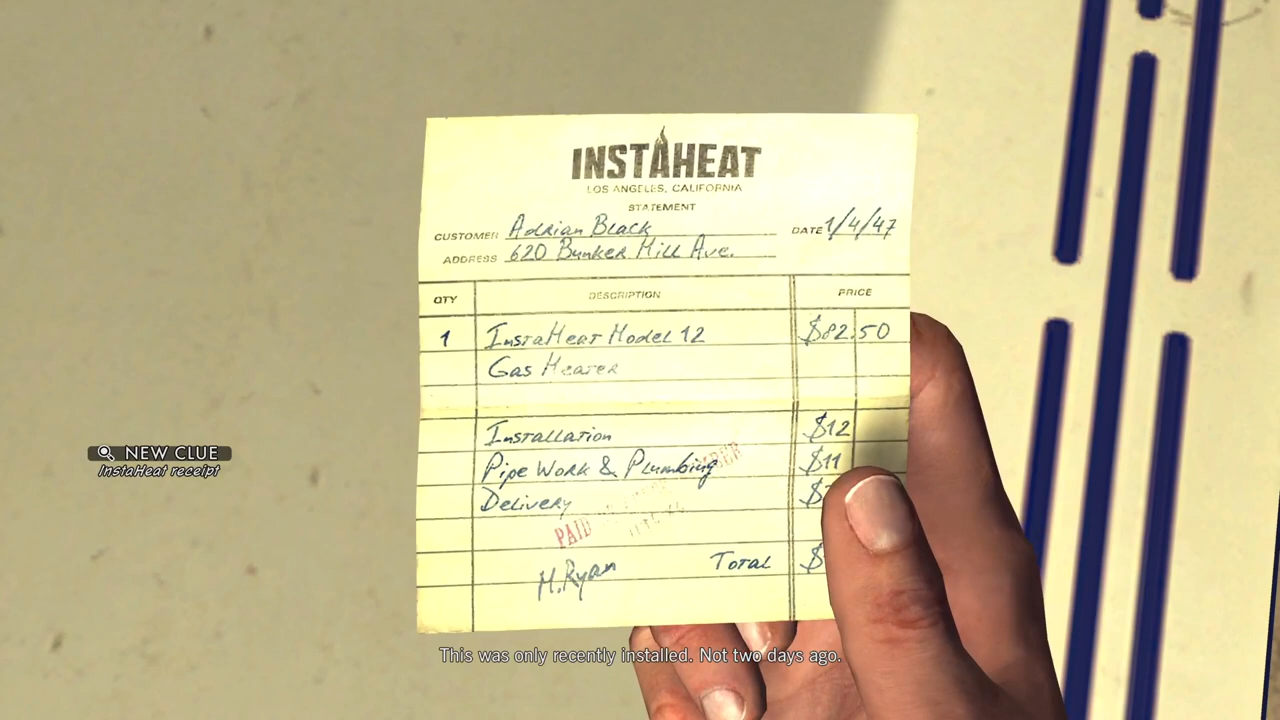 INSTAHEAT
LOS ANGELES, CALIFORNIA
STATEMENT
CUSTOMER Adrian Black DATE 1/4/47
ADDRESS 620 Bunker Hill Ave.
QTY DESCRIPTION PRICE
1 InstaHeat Model 12 $82.50
Gas Heater
Installation $12
Pipe Work & Plumbing $11
Delivery $
PAID
H. Ryan Total $
NEW CLUE
InstaHeat receipt
This was only recently installed. Not two days ago.